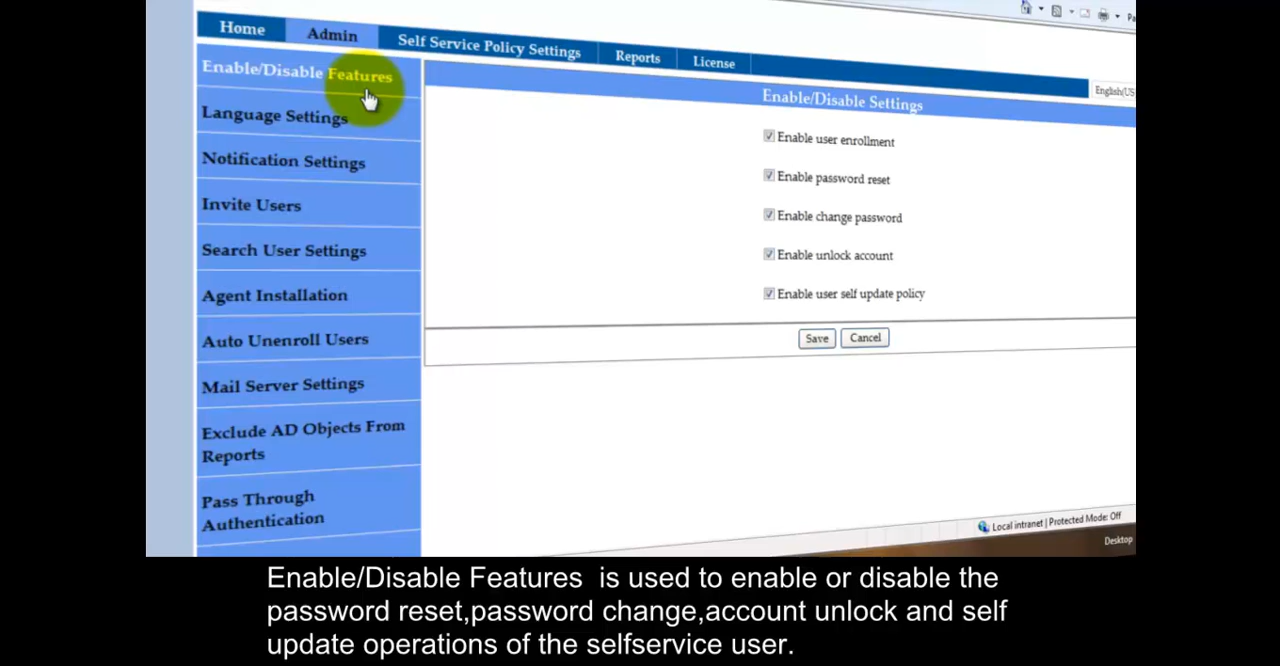 Home
Admin
Self Service Policy Settings
Reports
License
English(US
Enable/Disable Features
Language Settings
Notification Settings
Invite Users
Search User Settings
Agent Installation
Auto Unenroll Users
Mail Server Settings
Exclude AD Objects From
Reports
Pass Through
Authentication
Enable/Disable Settings
Enable user enrollment
Enable password reset
Enable change password
Enable unlock account
Enable user self update policy
Save
Cancel
Local intranet | Protected Mode: Off
Desktop
Enable/Disable Features is used to enable or disable the
password reset,password change,account unlock and self
update operations of the selfservice user.